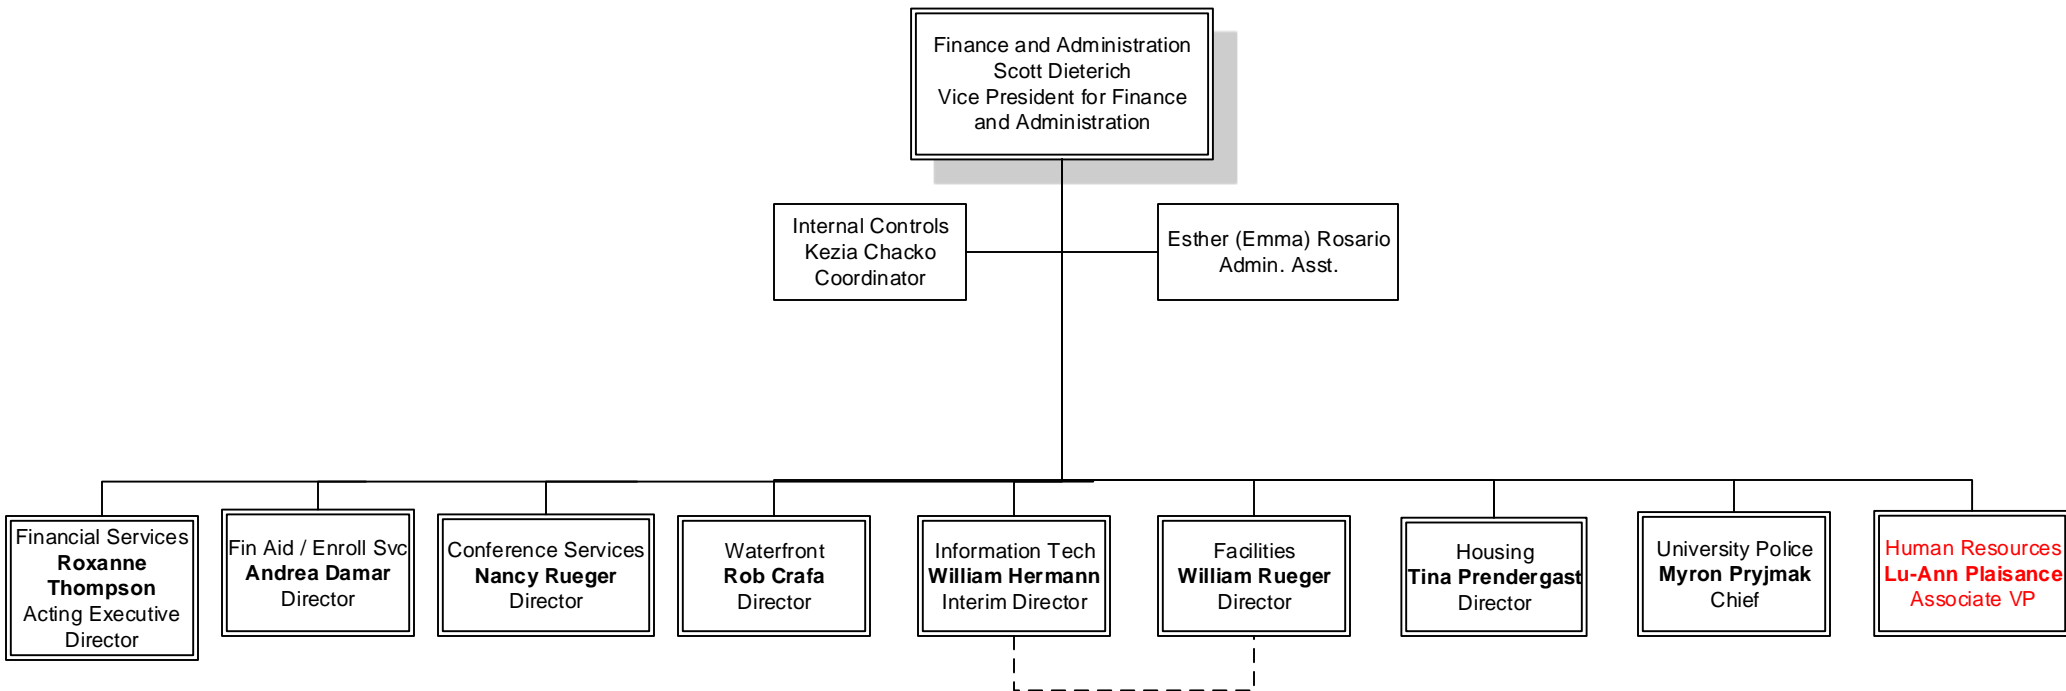 Finance and Administration
Scott Dieterich
Vice President for Finance
and Administration
Internal Controls
Kezia Chacko
Coordinator
Esther (Emma) Rosario
Admin. Asst.
Financial Services
Roxanne
Thompson
Acting Executive
Director
Fin Aid / Enroll Svc
Andrea Damar
Director
Conference Services
Nancy Rueger
Director
Waterfront
Rob Crafa
Director
Information Tech
William Hermann
Interim Director
Facilities
William Rueger
Director
Housing
Tina Prendergast
Director
University Police
Myron Pryjmak
Chief
Human Resources
Lu-Ann Plaisance
Associate VP